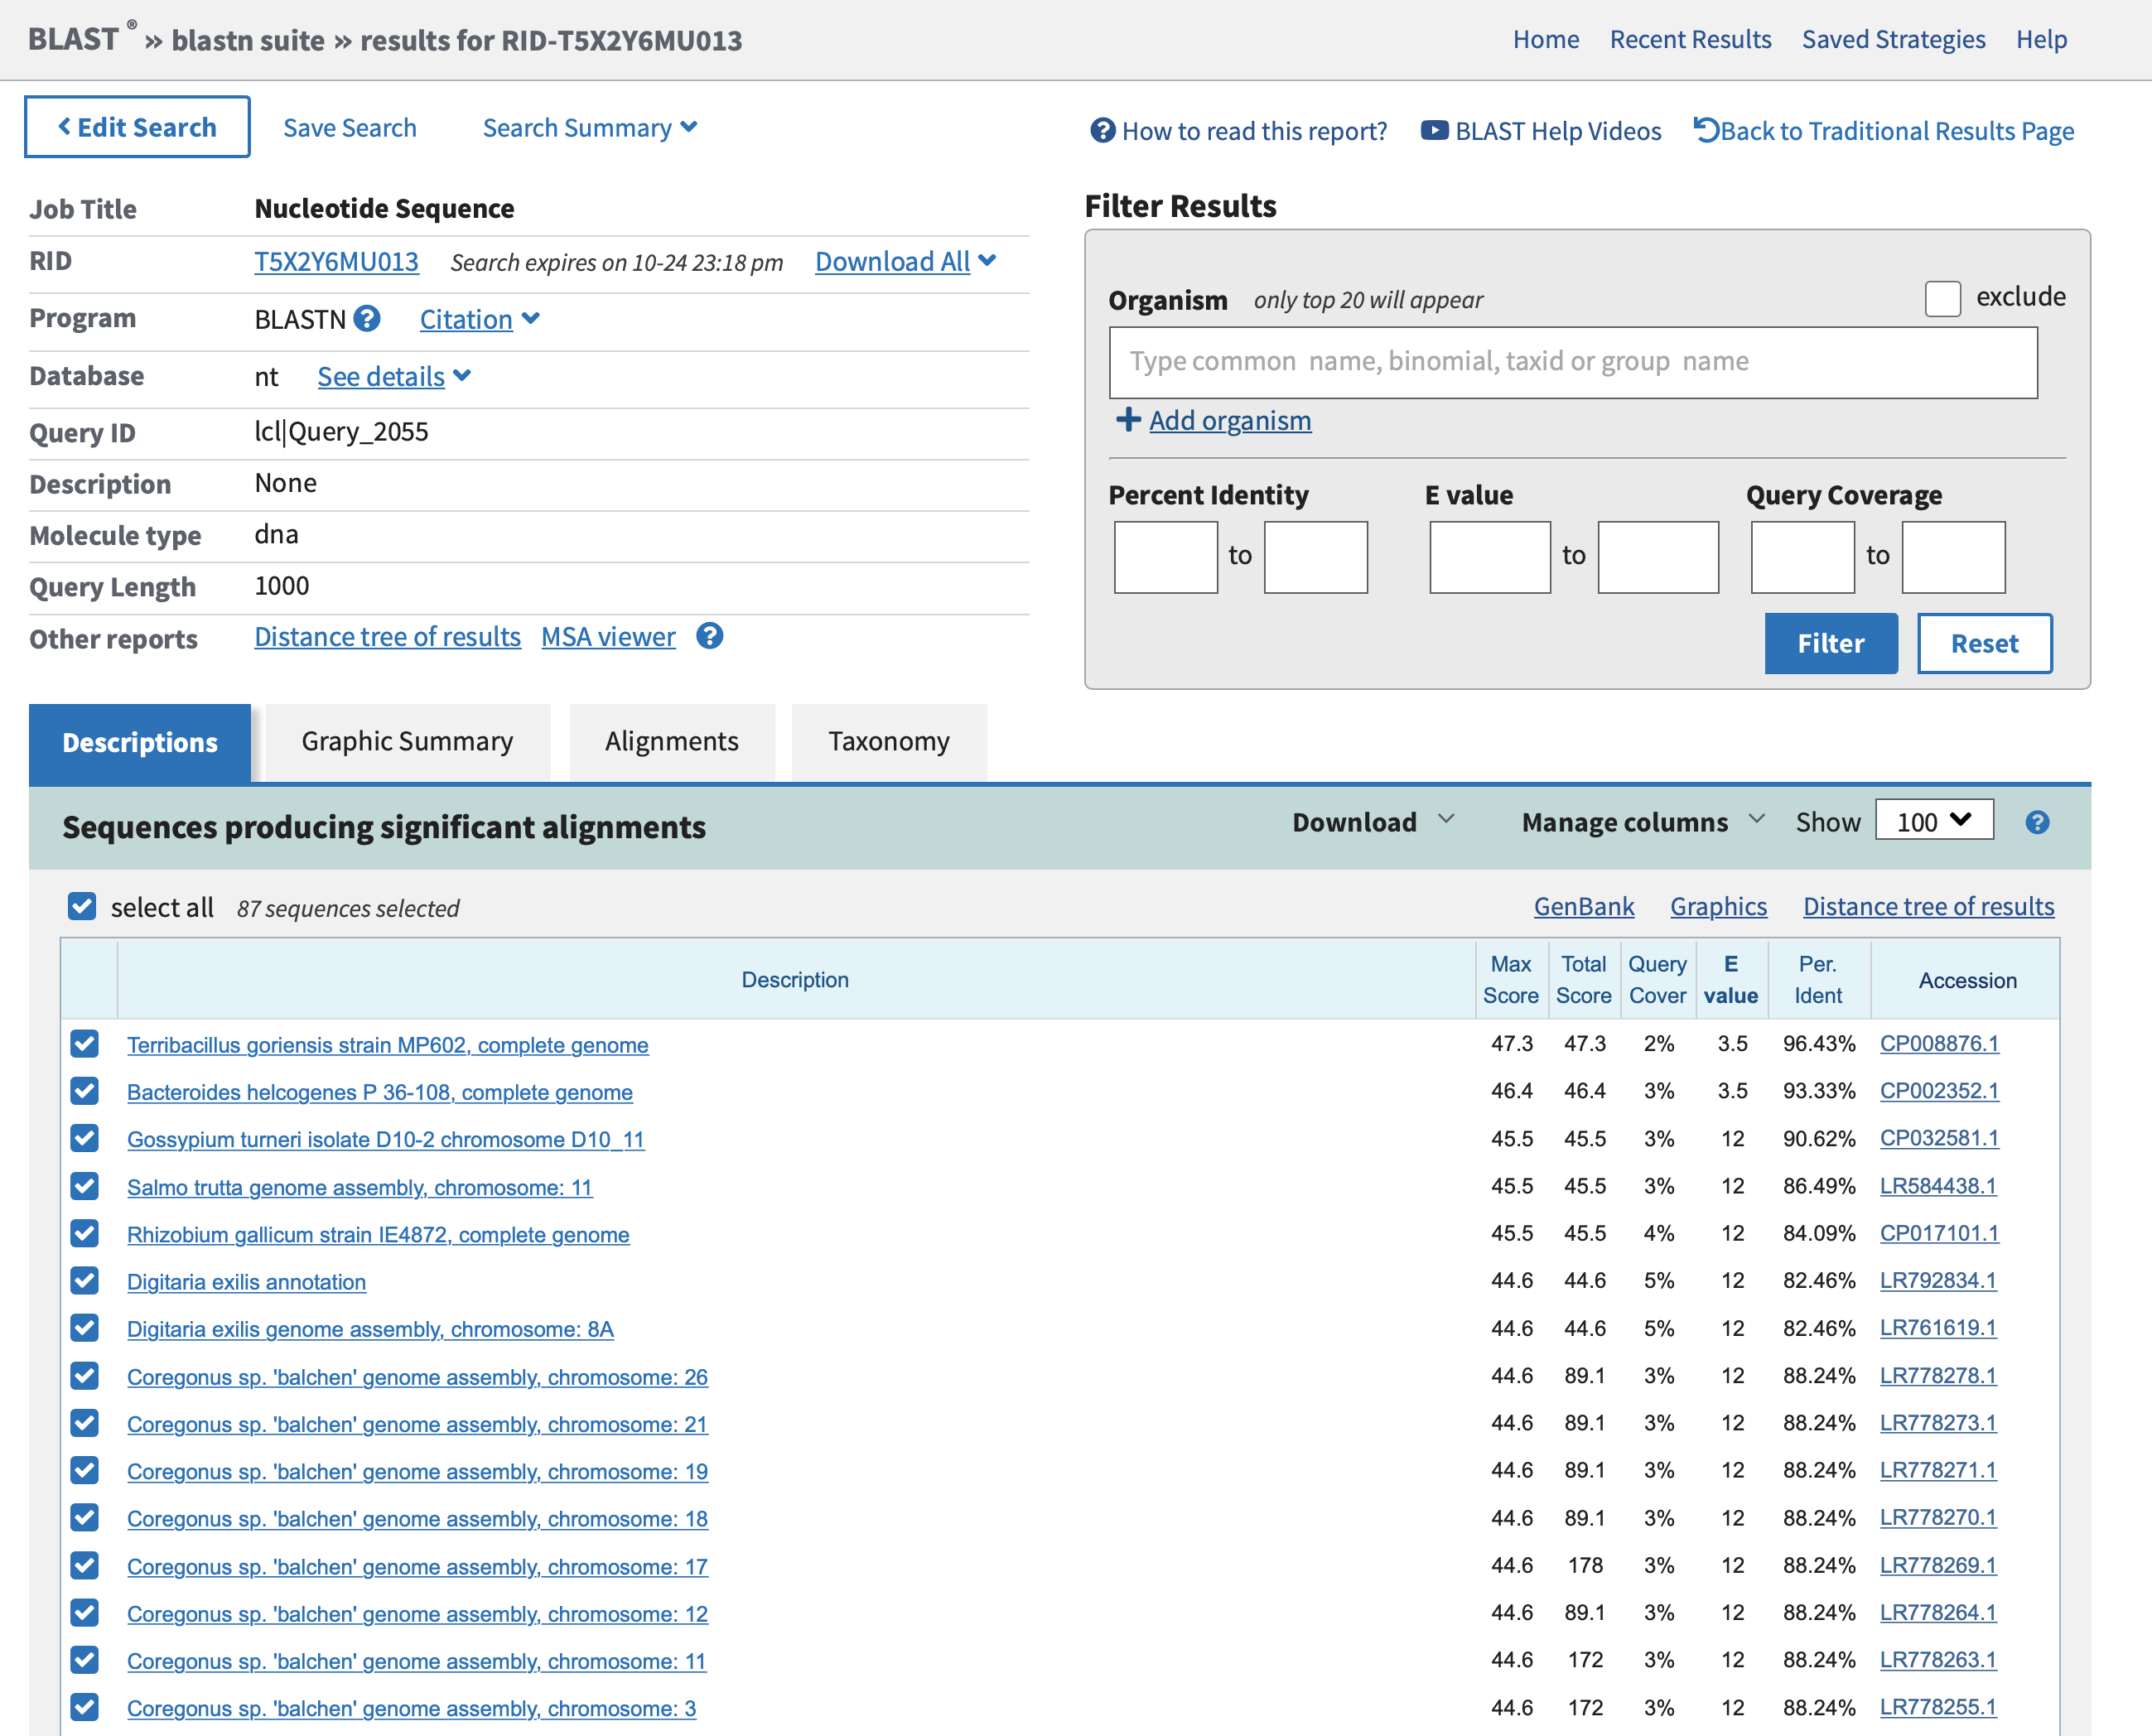 BLAST ® » blastn suite » results for RID-T5X2Y6MU013
Home Recent Results Saved Strategies Help
Edit Search Save Search Search Summary
How to read this report? BLAST Help Videos Back to Traditional Results Page
Job Title Nucleotide Sequence
RID T5X2Y6MU013 Search expires on 10-24 23:18 pm Download All
Program BLASTN Citation
Database nt See details
Query ID lcl|Query_2055
Description None
Molecule type dna
Query Length 1000
Other reports Distance tree of results MSA viewer
Filter Results
Organism only top 20 will appear exclude
Type common name, binomial, taxid or group name
Add organism
Percent Identity E value Query Coverage
to to to
Filter Reset
Descriptions Graphic Summary Alignments Taxonomy
Sequences producing significant alignments Download Manage columns Show 100
select all 87 sequences selected GenBank Graphics Distance tree of results
Description Max Score Total Score Query Cover E value Per. Ident Accession
Terribacillus goriensis strain MP602, complete genome 47.3 47.3 2% 3.5 96.43% CP008876.1
Bacteroides helcogenes P 36-108, complete genome 46.4 46.4 3% 3.5 93.33% CP002352.1
Gossypium turneri isolate D10-2 chromosome D10_11 45.5 45.5 3% 12 90.62% CP032581.1
Salmo trutta genome assembly, chromosome: 11 45.5 45.5 3% 12 86.49% LR584438.1
Rhizobium gallicum strain IE4872, complete genome 45.5 45.5 4% 12 84.09% CP017101.1
Digitaria exilis annotation 44.6 44.6 5% 12 82.46% LR792834.1
Digitaria exilis genome assembly, chromosome: 8A 44.6 44.6 5% 12 82.46% LR761619.1
Coregonus sp. 'balchen' genome assembly, chromosome: 26 44.6 89.1 3% 12 88.24% LR778278.1
Coregonus sp. 'balchen' genome assembly, chromosome: 21 44.6 89.1 3% 12 88.24% LR778273.1
Coregonus sp. 'balchen' genome assembly, chromosome: 19 44.6 89.1 3% 12 88.24% LR778271.1
Coregonus sp. 'balchen' genome assembly, chromosome: 18 44.6 89.1 3% 12 88.24% LR778270.1
Coregonus sp. 'balchen' genome assembly, chromosome: 17 44.6 178 3% 12 88.24% LR778269.1
Coregonus sp. 'balchen' genome assembly, chromosome: 12 44.6 89.1 3% 12 88.24% LR778264.1
Coregonus sp. 'balchen' genome assembly, chromosome: 11 44.6 172 3% 12 88.24% LR778263.1
Coregonus sp. 'balchen' genome assembly, chromosome: 3 44.6 172 3% 12 88.24% LR778255.1